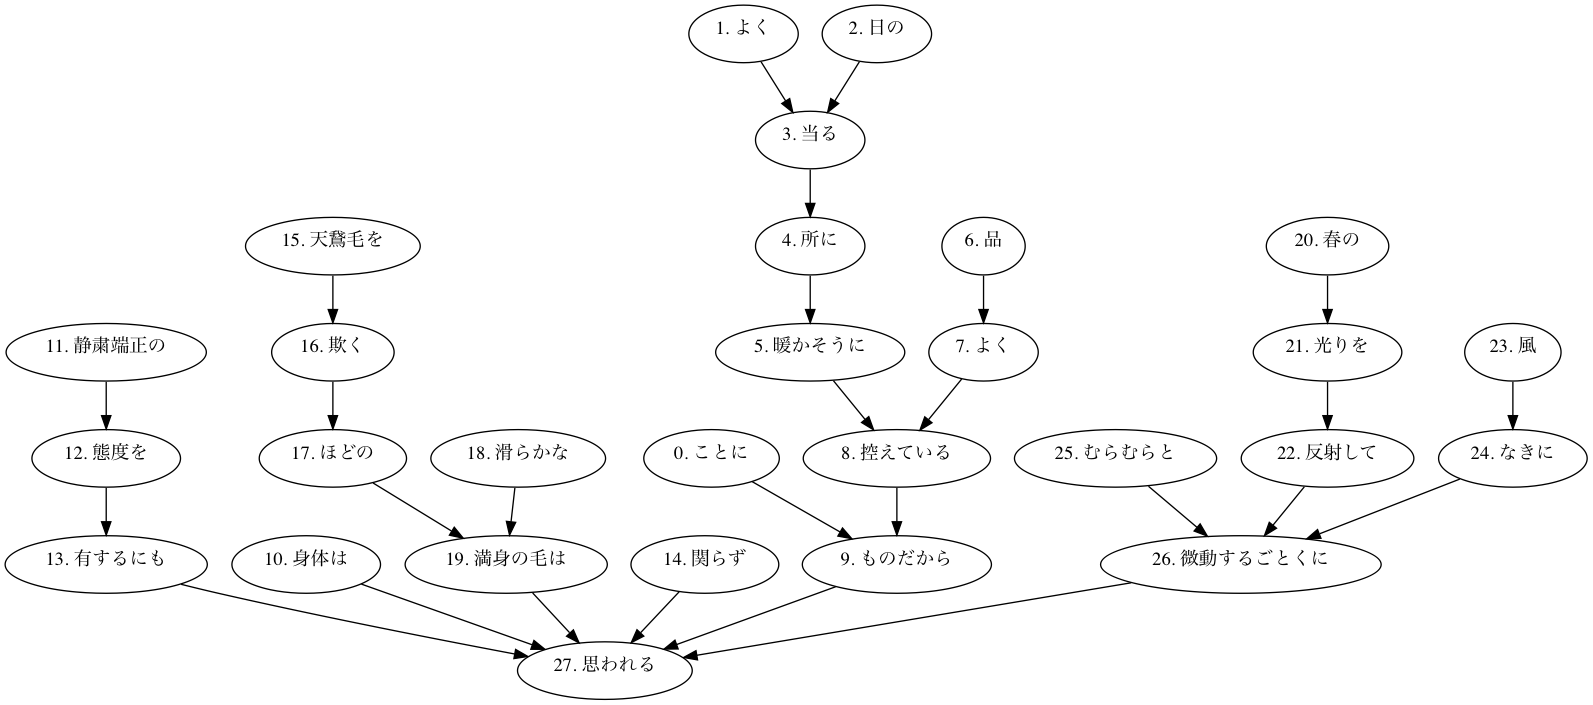 1. よく
2. 日の
3. 当る
15. 天鵞毛を
4. 所に
6. 品
20. 春の
11. 静粛端正の
16. 欺く
5. 暖かそうに
7. よく
21. 光りを
23. 風
12. 態度を
17. ほどの
18. 滑らかな
0. ことに
8. 控えている
25. むらむらと
22. 反射して
24. なきに
13. 有するにも
10. 身体は
19. 満身の毛は
14. 関らず
9. ものだから
26. 微動するごとくに
27. 思われる